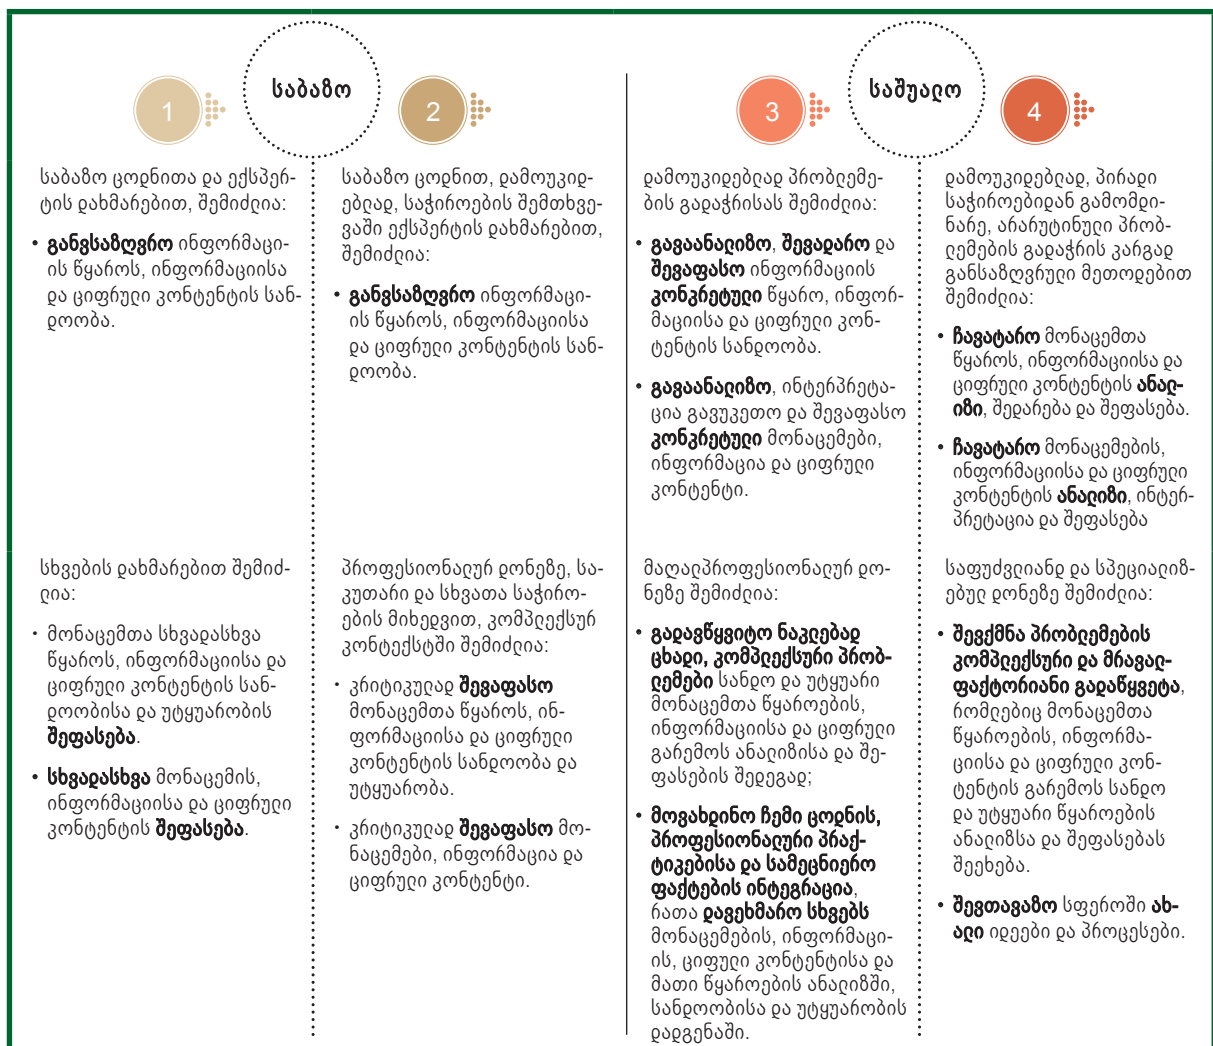 საბაზო
საშუალო
1
2
3
4
საბაზო ცოდნითა და ექსპერ-
ტის დახმარებით, შემიძლია:
• განვსაზღვრო ინფორმაცი-
ის წყაროს, ინფორმაციისა
და ციფრული კონტენტის სან-
დოობა.
საბაზო ცოდნით, დამოუკიდ-
ებლად, საჭიროების შემთხვე-
ვაში ექსპერტის დახმარებით,
შემიძლია:
• განვსაზღვრო ინფორმაცი-
ის წყაროს, ინფორმაციისა
და ციფრული კონტენტის სან-
დოობა.
დამოუკიდებლად პრობლემე-
ბის გადაჭრისას შემიძლია:
• გავაანალიზო, შევადარო და
შევაფასო ინფორმაციის
კონკრეტული წყარო, ინფორ-
მაციისა და ციფრული კონ-
ტენტის სანდოობა.
• გავაანალიზო, ინტერპრეტა-
ცია გავუკეთო და შევაფასო
კონკრეტული მონაცემები,
ინფორმაცია და ციფრული
კონტენტი.
დამოუკიდებლად, პირადი
საჭიროებიდან გამომდი-
ნარე, არარუტინული პრობ-
ლემების გადაჭრის კარგად
განსაზღვრული მეთოდებით
შემიძლია:
• ჩავატარო მონაცემთა
წყაროს, ინფორმაციისა და
ციფრული კონტენტის ანალ-
იზი, შედარება და შეფასება.
• ჩავატარო მონაცემების,
ინფორმაციისა და ციფრული
კონტენტის ანალიზი, ინტერ-
პრეტაცია და შეფასება
სხვების დახმარებით შემიძ-
ლია:
• მონაცემთა სხვადასხვა
წყაროს, ინფორმაციისა და
ციფრული კონტენტის სან-
დოობისა და უტყუარობის
შეფასება.
• სხვადასხვა მონაცემის,
ინფორმაციისა და ციფრული
კონტენტის შეფასება.
პროფესიონალურ დონეზე, სა-
კუთარი და სხვათა საჭირო-
ების მიხედვით, კომპლექსურ
კონტექსტში შემიძლია:
• კრიტიკულად შევაფასო
მონაცემთა წყაროს, ინ-
ფორმაციისა და ციფრული
კონტენტის სანდოობა და
უტყუარობა.
• კრიტიკულად შევაფასო მო-
ნაცემები, ინფორმაცია და
ციფრული კონტენტი.
მაღალპროფესიონალურ დო-
ნეზე შემიძლია:
• გადავწყვიტო ნაკლებად
ცხადი, კომპლექსური პრობ-
ლემები სანდო და უტყუარი
მონაცემთა წყაროების,
ინფორმაციისა და ციფრული
გარემოს ანალიზისა და შე-
ფასების შედეგად;
• მოვახდინო ჩემი ცოდნის,
პროფესიონალური პრაქ-
ტიკებისა და სამეცნიერო
ფაქტების ინტეგრაცია,
რათა დავეხმარო სხვებს
მონაცემების, ინფორმაცი-
ის, ციფული კონტენტისა და
მათი წყაროების ანალიზში,
სანდოობისა და უტყუარობის
დადგენაში.
საფუძვლიანდ და სპეციალიზ-
ებულ დონეზე შემიძლია:
• შევქმნა პრობლემების
კომპლექსური და მრავალ-
ფაქტორიანი გადაწყვეტა,
რომლებიც მონაცემთა
წყაროების, ინფორმა-
ციისა და ციფრული კონ-
ტენტის გარემოს სანდო
და უტყუარი წყაროების
ანალიზსა და შეფასებას
შეეხება.
• შევთავაზო სფეროში ახ-
ალი იდეები და პროცესები.